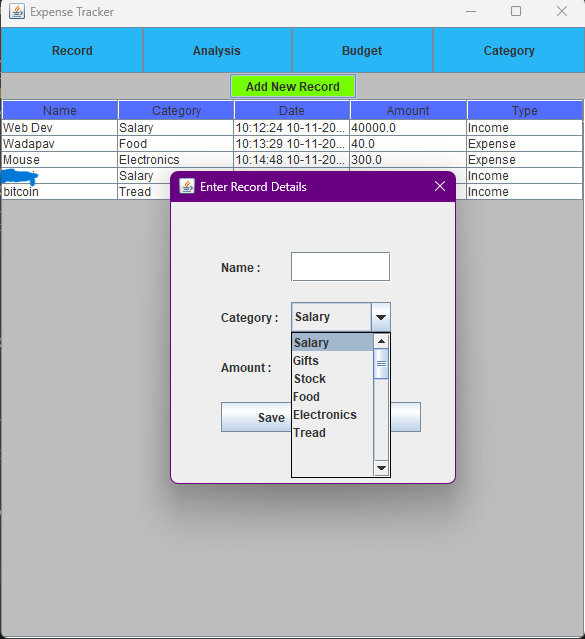 Expense Tracker
Record Analysis Budget Category
Add New Record
Name Category Date Amount Type
Web Dev Salary 10:12:24 10-11-20... 40000.0 Income
Wadapav Food 10:13:29 10-11-20... 40.0 Expense
Mouse Electronics 10:14:48 10-11-20... 300.0 Expense
Salary Income
bitcoin Tread Income
Enter Record Details
Name :
Category : Salary
Salary
Gifts
Amount :
Stock
Food
Save
Electronics
Tread